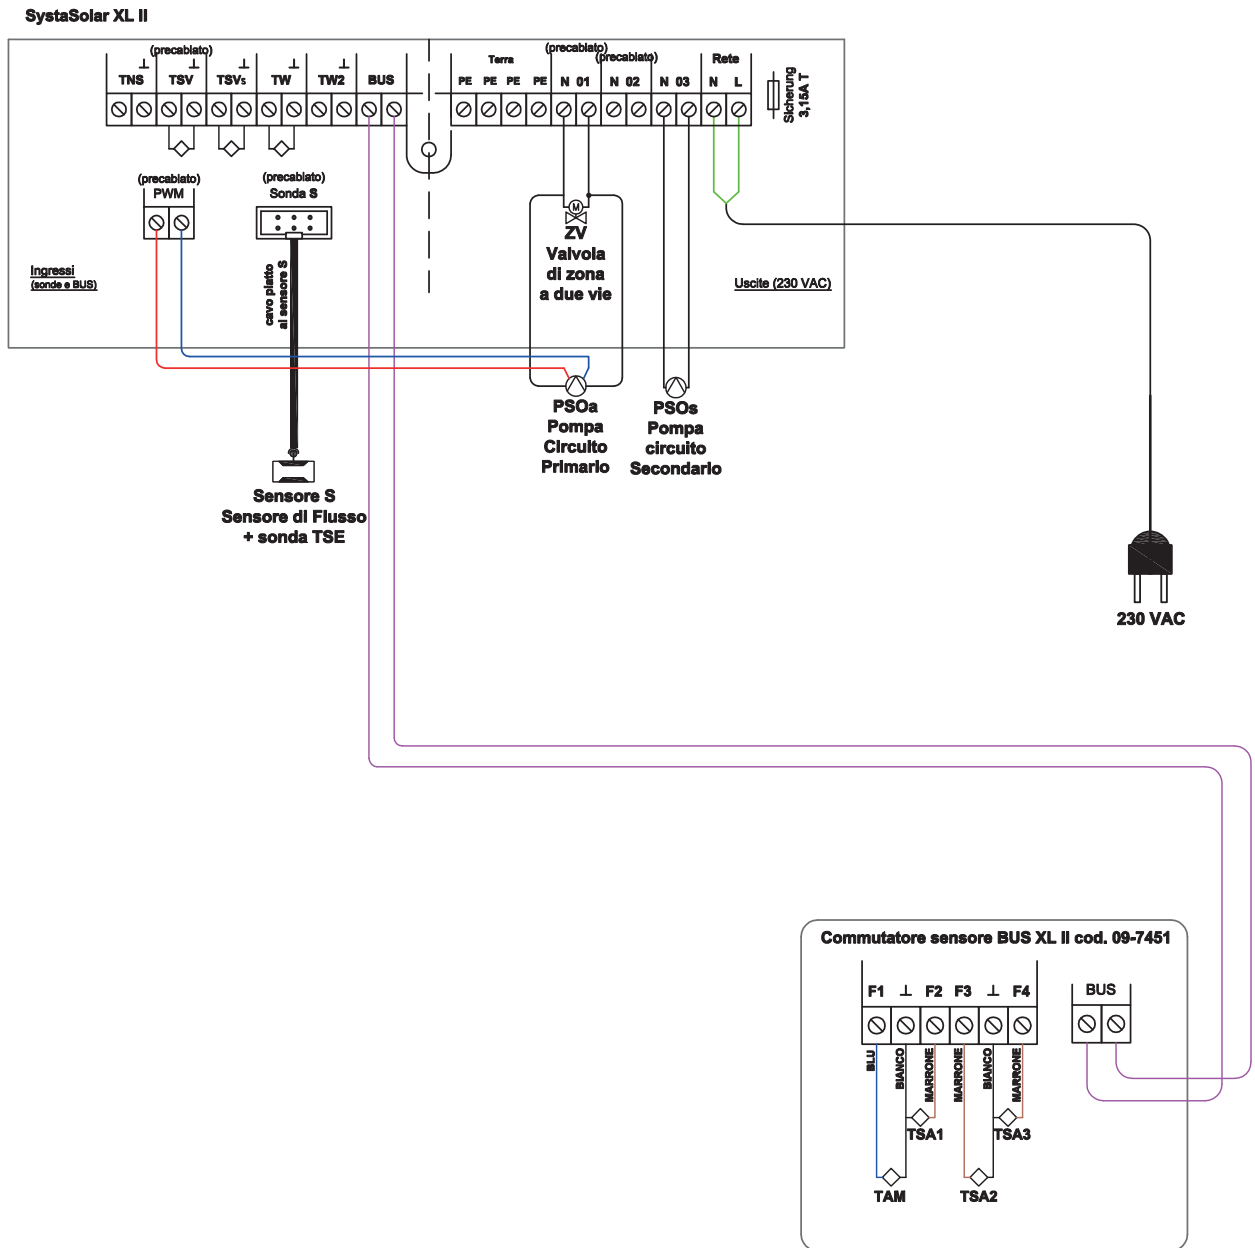 SystaSolar XL II
(precablato)
TNS TSV TSVs TW TW2 BUS
⊥ ⊥ ⊥ ⊥ ⊥
(precablato)
(precablato)
Terra
Rete
PE PE PE PE N 01 N 02 N 03 N L
Sicherung
3,15A T
(precablato)
PWM
(precablato)
Sonda S
Ingressi
(sonde e BUS)
cavo piatto
al sensore S
M
ZV
Valvola
di zona
a due vie
Uscite (230 VAC)
PSOa
Pompa
Circuito
Primario
PSOs
Pompa
circuito
Secondario
Sensore S
Sensore di Flusso
+ sonda TSE
230 VAC
Commutatore sensore BUS XL II cod. 09-7451
F1 ⊥ F2 F3 ⊥ F4
BUS
BLU
BIANCO
MARRONE
MARRONE
BIANCO
MARRONE
TSA1
TSA3
TAM
TSA2